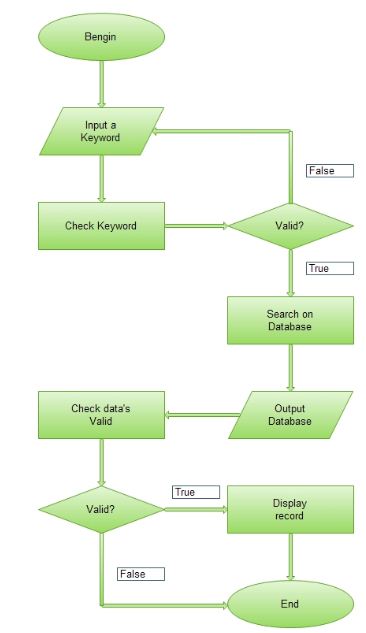 Bengin
Input a
Keyword
False
Check Keyword
Valid?
True
Search on
Database
Check data's
Valid
Output
Database
True
Valid?
Display
record
False
End